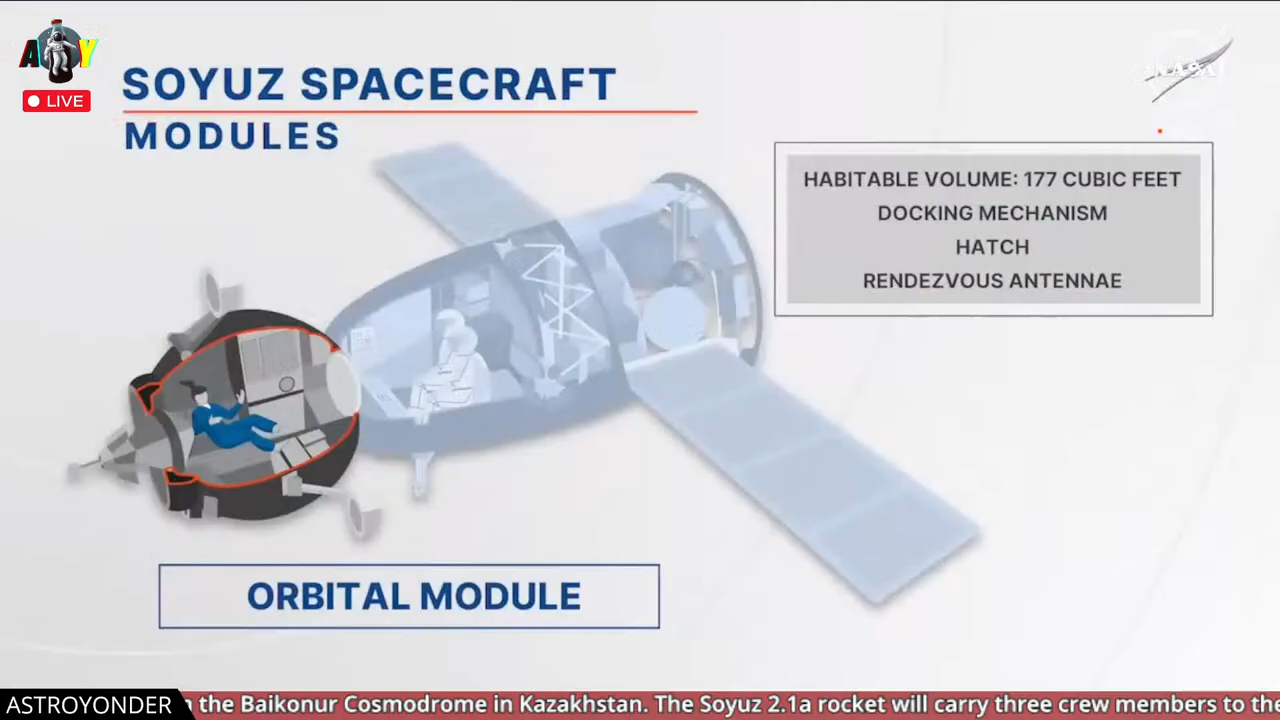 A Y
LIVE
SOYUZ SPACECRAFT
MODULES
NASA
HABITABLE VOLUME: 177 CUBIC FEET
DOCKING MECHANISM
HATCH
RENDEZVOUS ANTENNAE
ORBITAL MODULE
ASTROYONDER
the Baikonur Cosmodrome in Kazakhstan. The Soyuz 2.1a rocket will carry three crew members to the